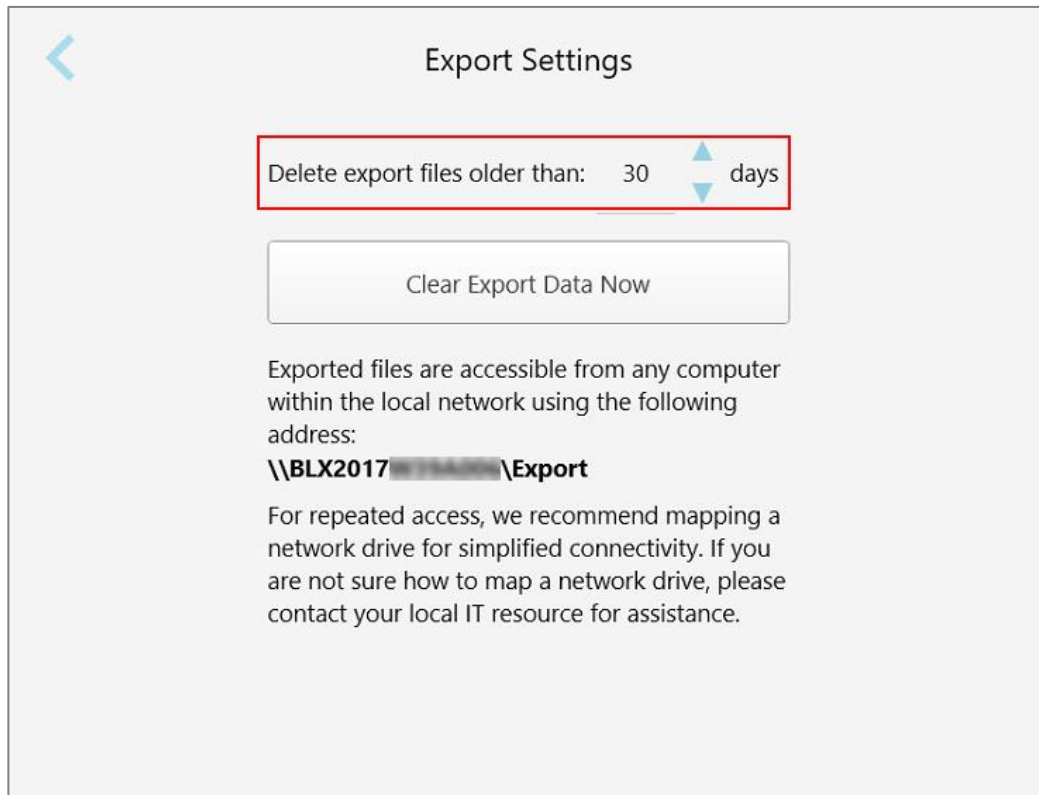 Export Settings
Delete export files older than: 30 days
Clear Export Data Now
Exported files are accessible from any computer
within the local network using the following
address:
\\BLX2017 \Export
For repeated access, we recommend mapping a
network drive for simplified connectivity. If you
are not sure how to map a network drive, please
contact your local IT resource for assistance.